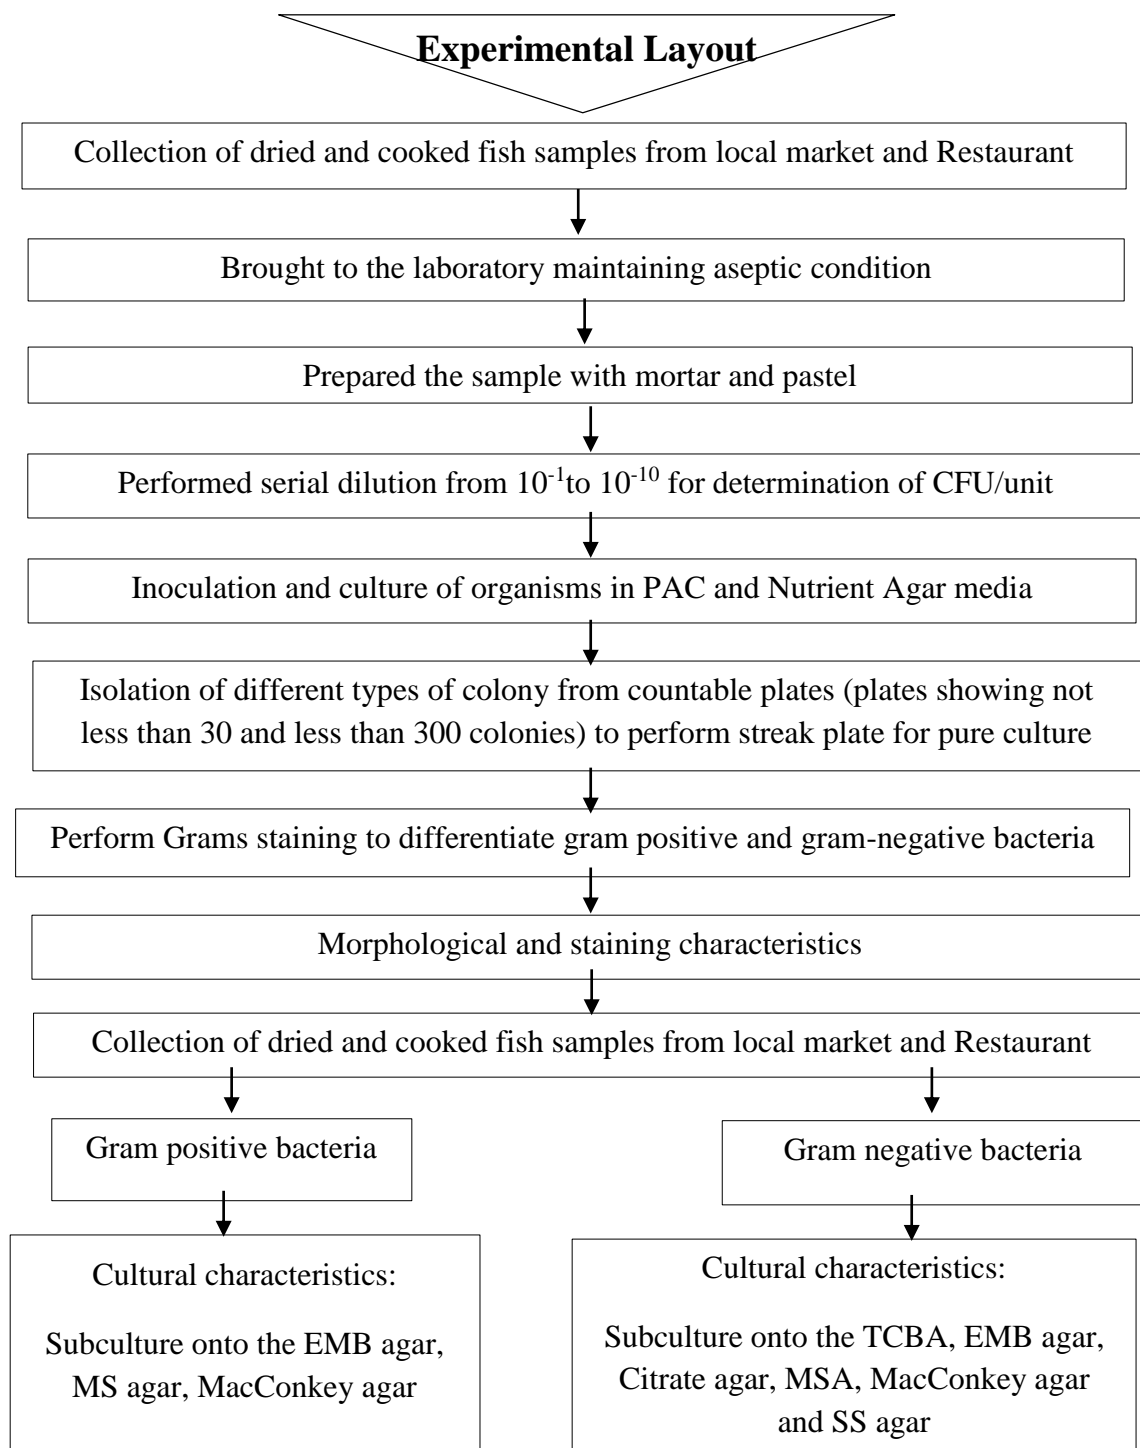 Experimental Layout
Collection of dried and cooked fish samples from local market and Restaurant
Brought to the laboratory maintaining aseptic condition
Prepared the sample with mortar and pastel
Performed serial dilution from 10⁻¹to 10⁻¹⁰ for determination of CFU/unit
Inoculation and culture of organisms in PAC and Nutrient Agar media
Isolation of different types of colony from countable plates (plates showing not
less than 30 and less than 300 colonies) to perform streak plate for pure culture
Perform Grams staining to differentiate gram positive and gram-negative bacteria
Morphological and staining characteristics
Collection of dried and cooked fish samples from local market and Restaurant
Gram positive bacteria
Gram negative bacteria
Cultural characteristics:
Subculture onto the EMB agar,
MS agar, MacConkey agar
Cultural characteristics:
Subculture onto the TCBA, EMB agar,
Citrate agar, MSA, MacConkey agar
and SS agar